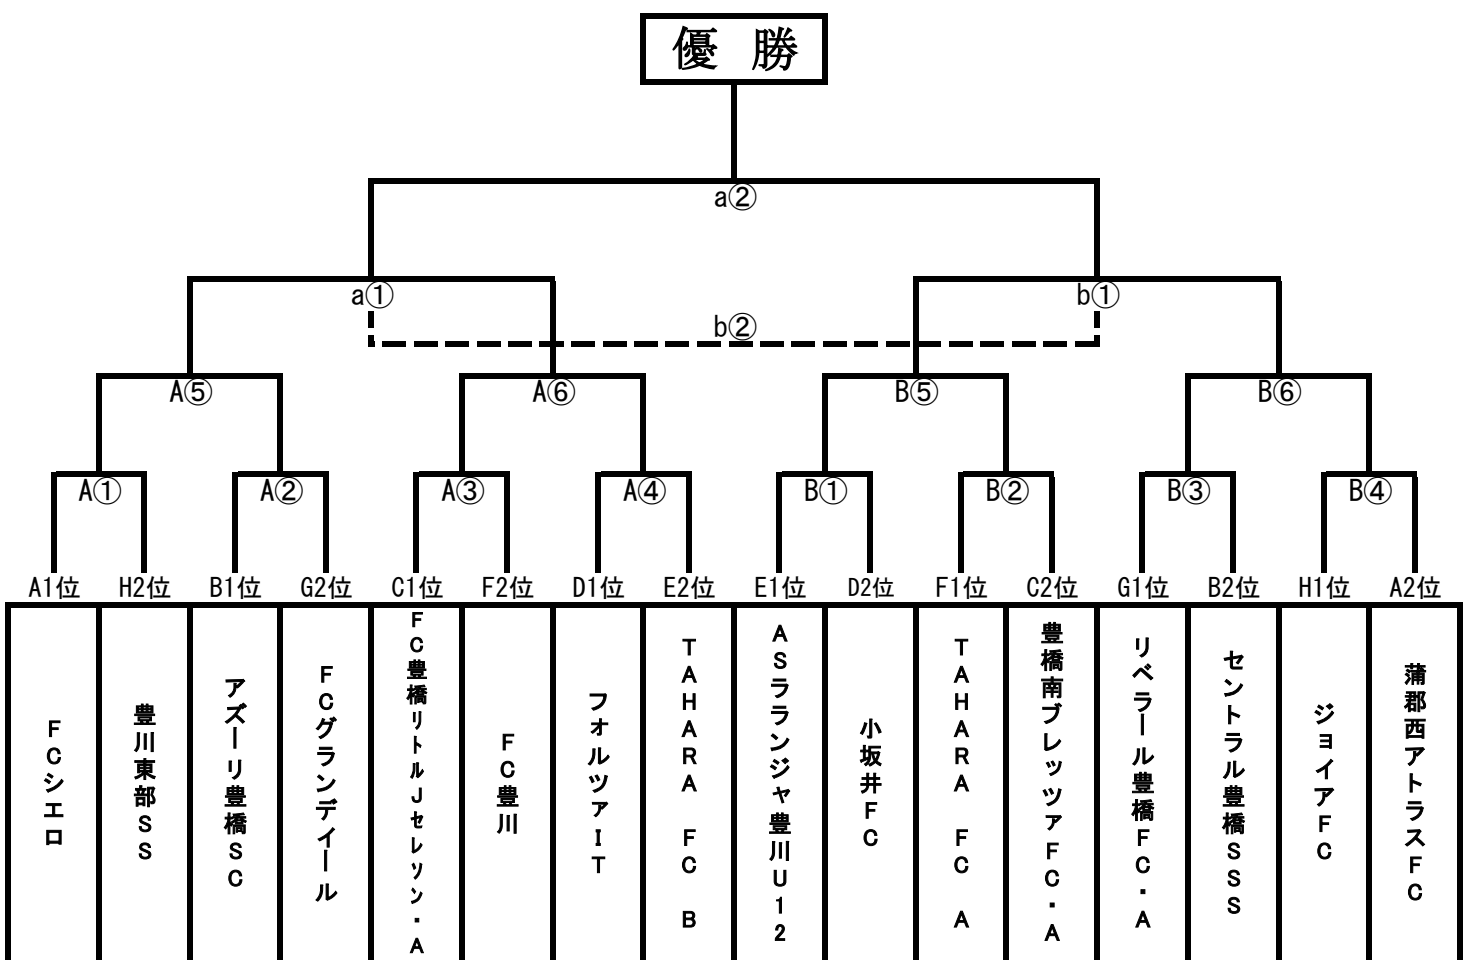 優 勝
a②
a①
b①
b②
A⑤
A⑥
B⑤
B⑥
A①
A②
A③
A④
B①
B②
B③
B④
A1位
H2位
B1位
G2位
C1位
F2位
D1位
E2位
E1位
D2位
F1位
C2位
G1位
B2位
H1位
A2位
FCシエロ
豊川東部SS
アズーリ豊橋SC
FCグランディール
FC豊橋リトルJセレソン・A
FC豊川
フォルツァIT
TAHARA FC B
ASラランジャ豊川U12
小坂井FC
TAHARA FC A
豊橋南ブレッツァFC・A
リベラール豊橋FC・A
セントラル豊橋SSS
ジョイアFC
蒲郡西アトラスFC